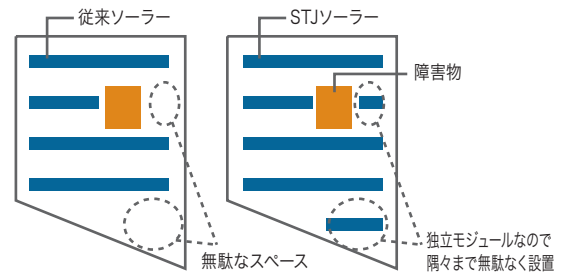 従来ソーラー
STJソーラー
障害物
無駄なスペース
独立モジュールなので
隅々まで無駄なく設置